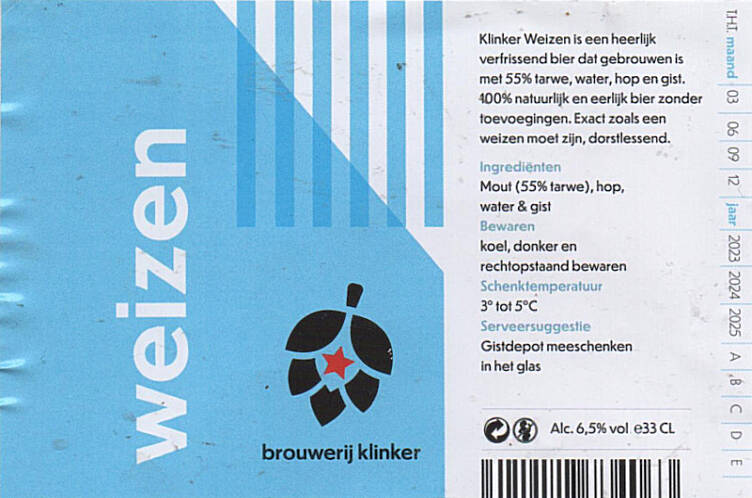 weizen
brouwerij klinker
Klinker Weizen is een heerlijk
verfrissend bier dat gebrouwen is
met 55% tarwe, water, hop en gist.
100% natuurlijk en eerlijk bier zonder
toevoegingen. Exact zoals een
weizen moet zijn, dorstlessend.
Ingrediënten
Mout (55% tarwe), hop,
water & gist
Bewaren
koel, donker en
rechtopstaand bewaren
Schenktemperatuur
3° tot 5°C
Serveersuggestie
Gistdepot meeschenken
in het glas
Alc. 6,5% vol e33 CL
T.H.T. maand 03 06 09 12 jaar 2023 2024 2025 A B C D E